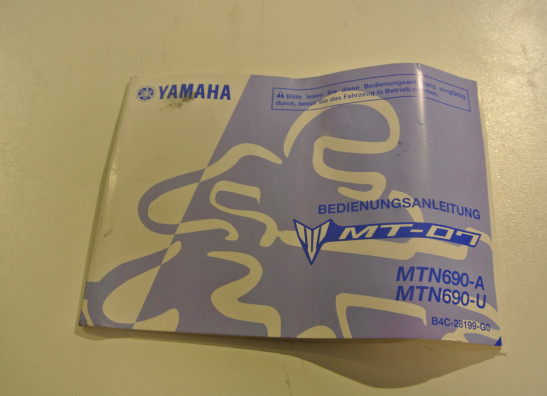 YAMAHA
Bitte lesen Sie diese Bedienungsanleitung sorgfältig
durch, bevor Sie das Fahrzeug in Betrieb nehmen.
BEDIENUNGSANLEITUNG
MT-07
MTN690-A
MTN690-U
B4C-28199-G0